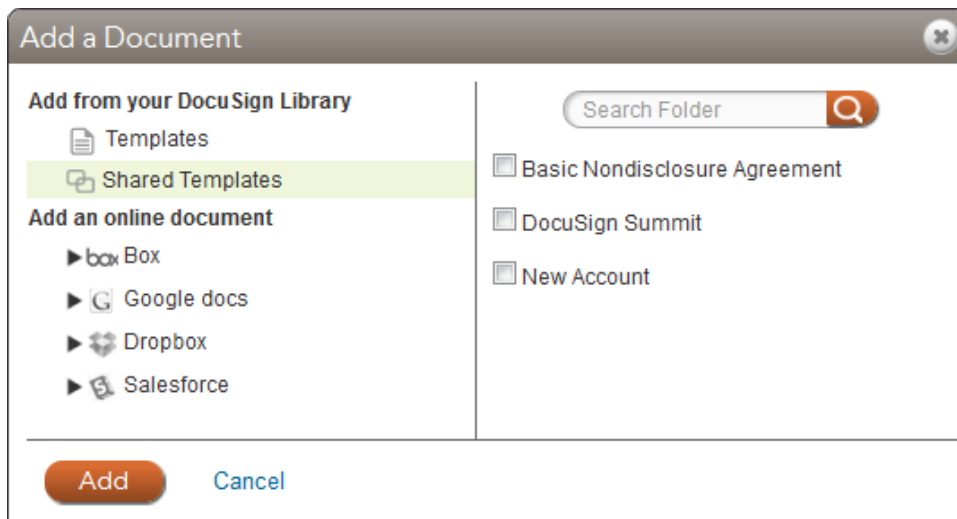 Add a Document
Add from your DocuSign Library
Templates
Shared Templates
Add an online document
box Box
G Google docs
Dropbox
Salesforce
Search Folder
Basic Nondisclosure Agreement
DocuSign Summit
New Account
Add
Cancel